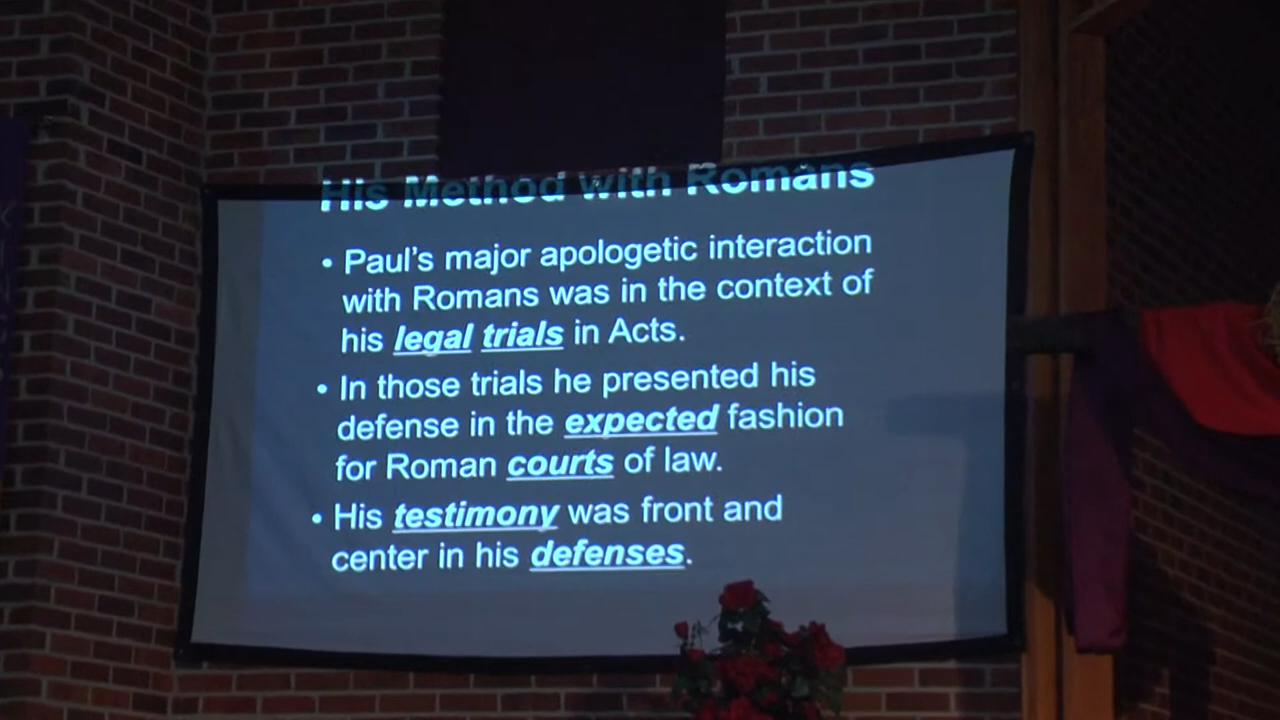 His Method with Romans
• Paul's major apologetic interaction
with Romans was in the context of
his legal trials in Acts.
• In those trials he presented his
defense in the expected fashion
for Roman courts of law.
• His testimony was front and
center in his defenses.